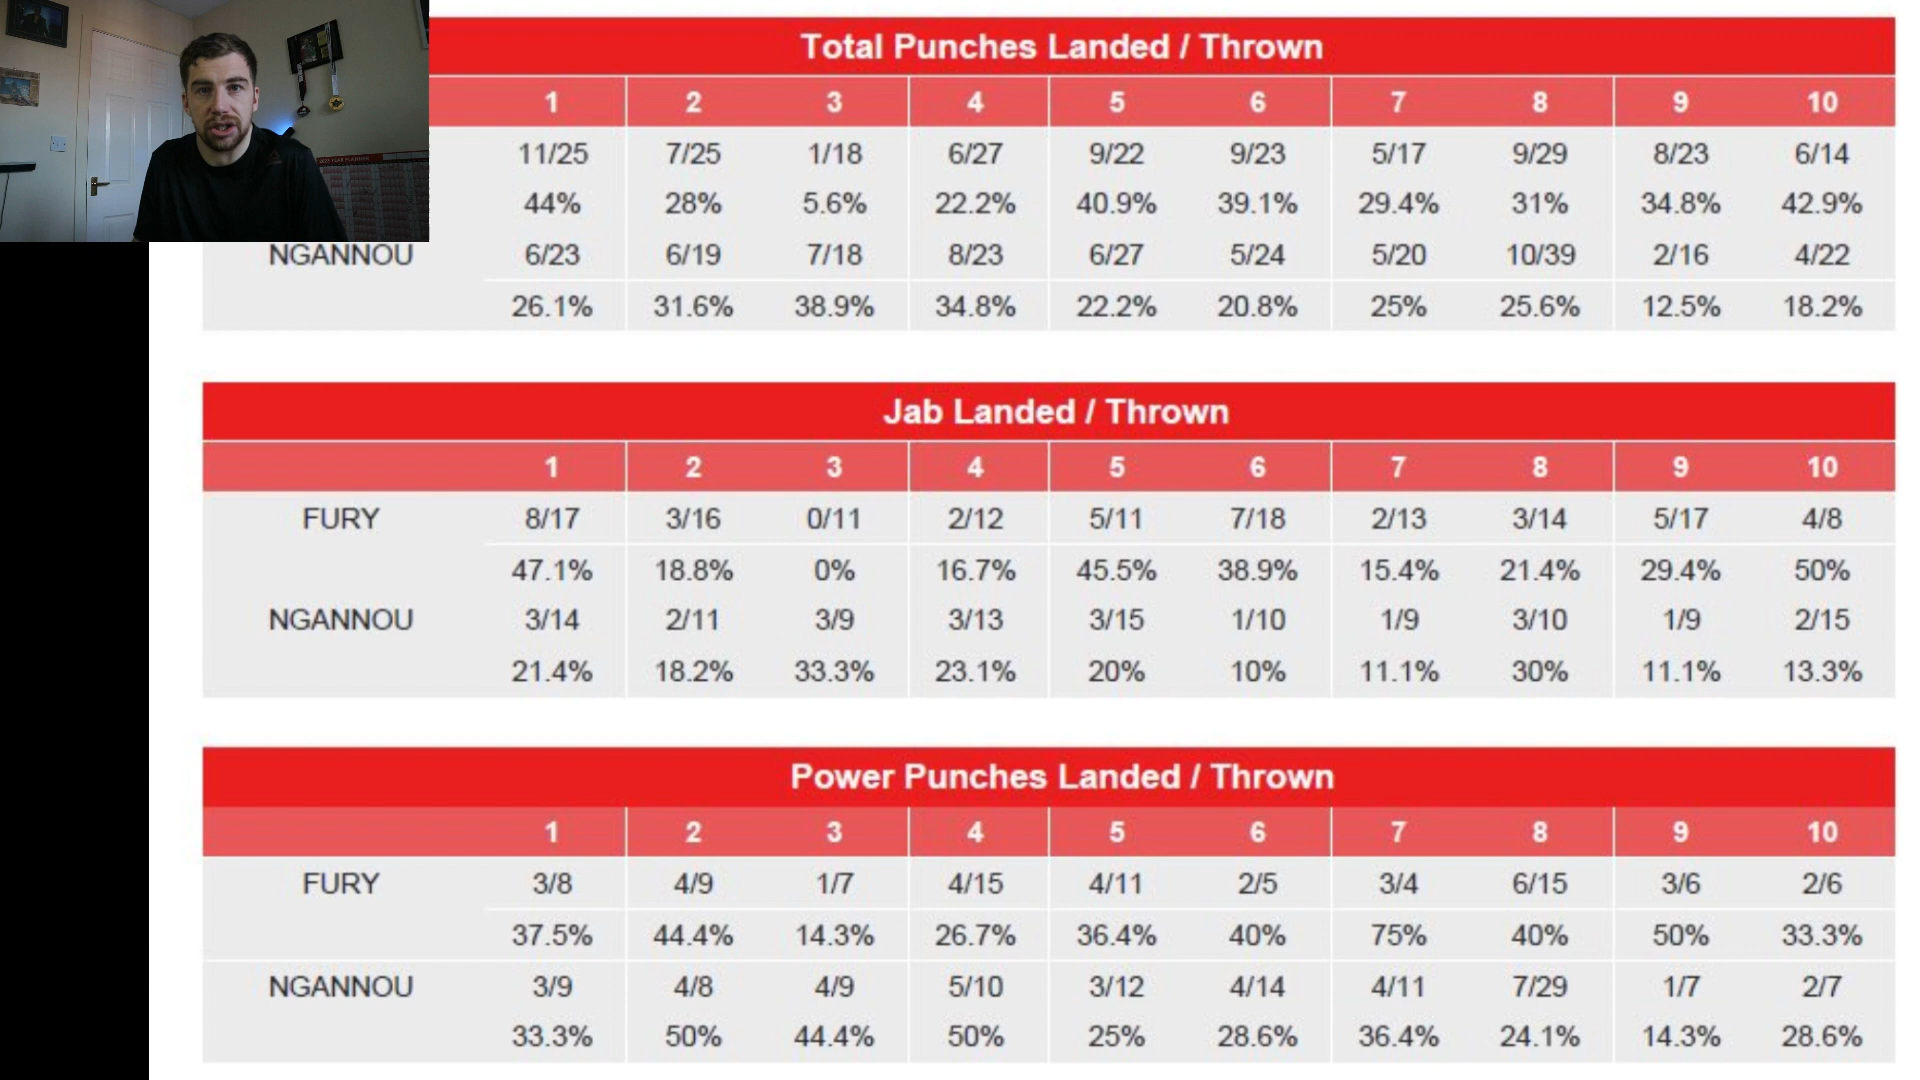 Total Punches Landed / Thrown
1 2 3 4 5 6 7 8 9 10
11/25 7/25 1/18 6/27 9/22 9/23 5/17 9/29 8/23 6/14
44% 28% 5.6% 22.2% 40.9% 39.1% 29.4% 31% 34.8% 42.9%
NGANNOU 6/23 6/19 7/18 8/23 6/27 5/24 5/20 10/39 2/16 4/22
26.1% 31.6% 38.9% 34.8% 22.2% 20.8% 25% 25.6% 12.5% 18.2%
Jab Landed / Thrown
1 2 3 4 5 6 7 8 9 10
FURY 8/17 3/16 0/11 2/12 5/11 7/18 2/13 3/14 5/17 4/8
47.1% 18.8% 0% 16.7% 45.5% 38.9% 15.4% 21.4% 29.4% 50%
NGANNOU 3/14 2/11 3/9 3/13 3/15 1/10 1/9 3/10 1/9 2/15
21.4% 18.2% 33.3% 23.1% 20% 10% 11.1% 30% 11.1% 13.3%
Power Punches Landed / Thrown
1 2 3 4 5 6 7 8 9 10
FURY 3/8 4/9 1/7 4/15 4/11 2/5 3/4 6/15 3/6 2/6
37.5% 44.4% 14.3% 26.7% 36.4% 40% 75% 40% 50% 33.3%
NGANNOU 3/9 4/8 4/9 5/10 3/12 4/14 4/11 7/29 1/7 2/7
33.3% 50% 44.4% 50% 25% 28.6% 36.4% 24.1% 14.3% 28.6%